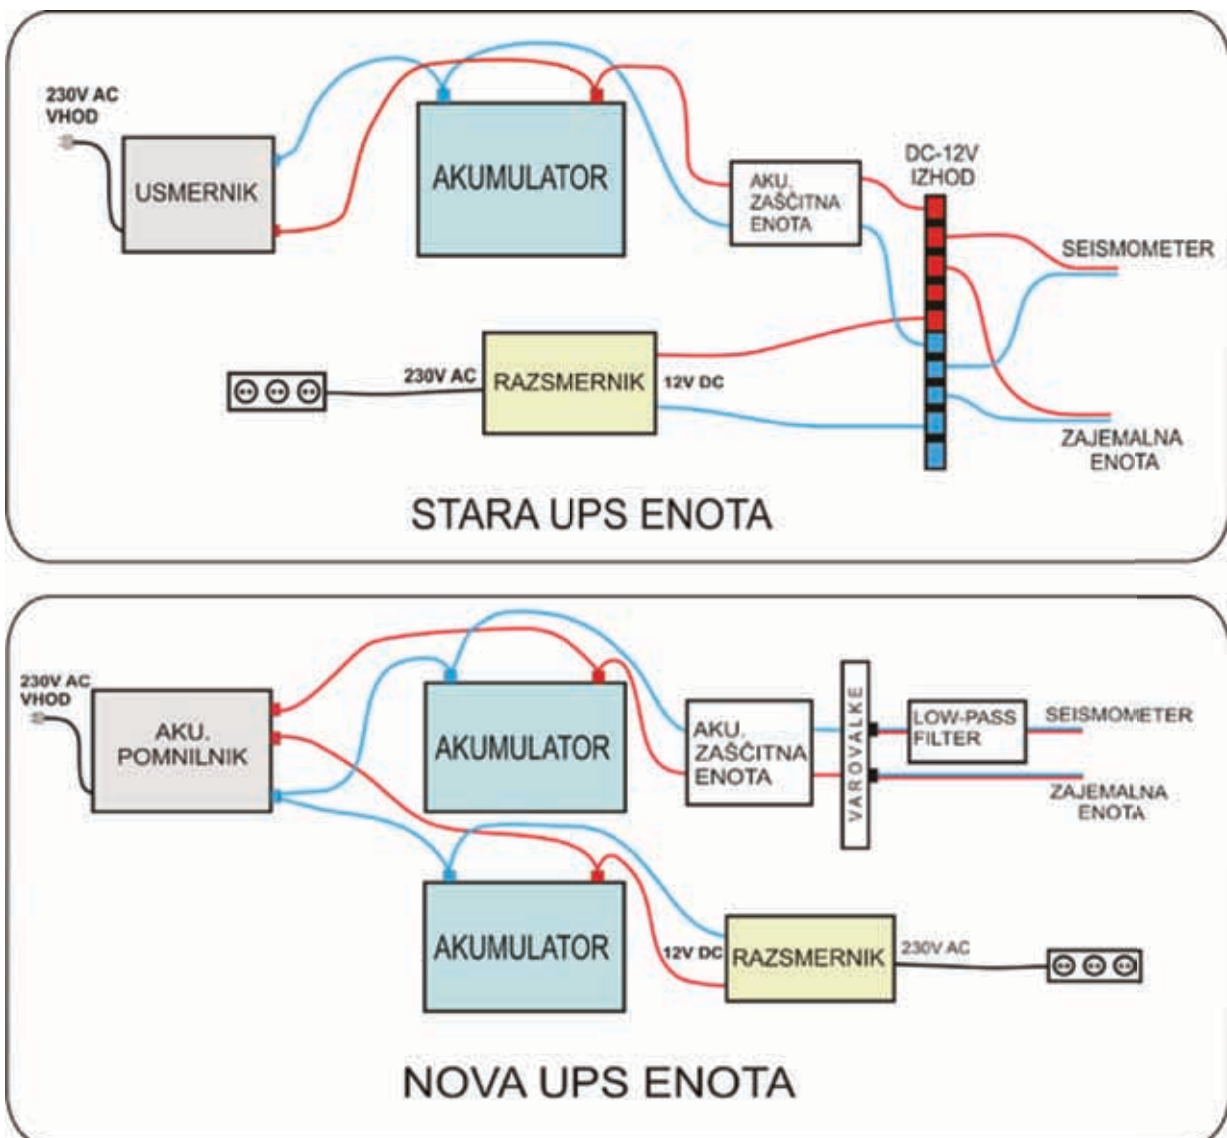 230V AC
VHOD
USMERNIK
AKUMULATOR
AKU.
ZAŠČITNA
ENOTA
DC-12V
IZHOD
SEISMOMETER
230V AC
RAZSMERNIK
12V DC
ZAJEMALNA
ENOTA
STARA UPS ENOTA
230V AC
VHOD
AKU.
POMNILNIK
AKUMULATOR
AKU.
ZAŠČITNA
ENOTA
VAROVALKE
LOW-PASS
FILTER
SEISMOMETER
ZAJEMALNA
ENOTA
AKUMULATOR
12V DC
RAZSMERNIK
230V AC
NOVA UPS ENOTA